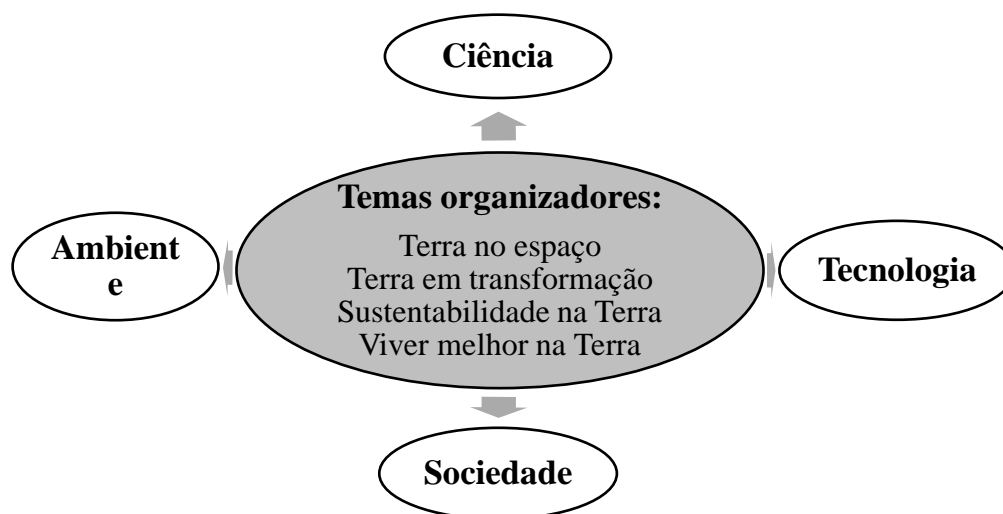 Ciência
Temas organizadores:
Terra no espaço
Terra em transformação
Sustentabilidade na Terra
Viver melhor na Terra
Ambient
e
Tecnologia
Sociedade